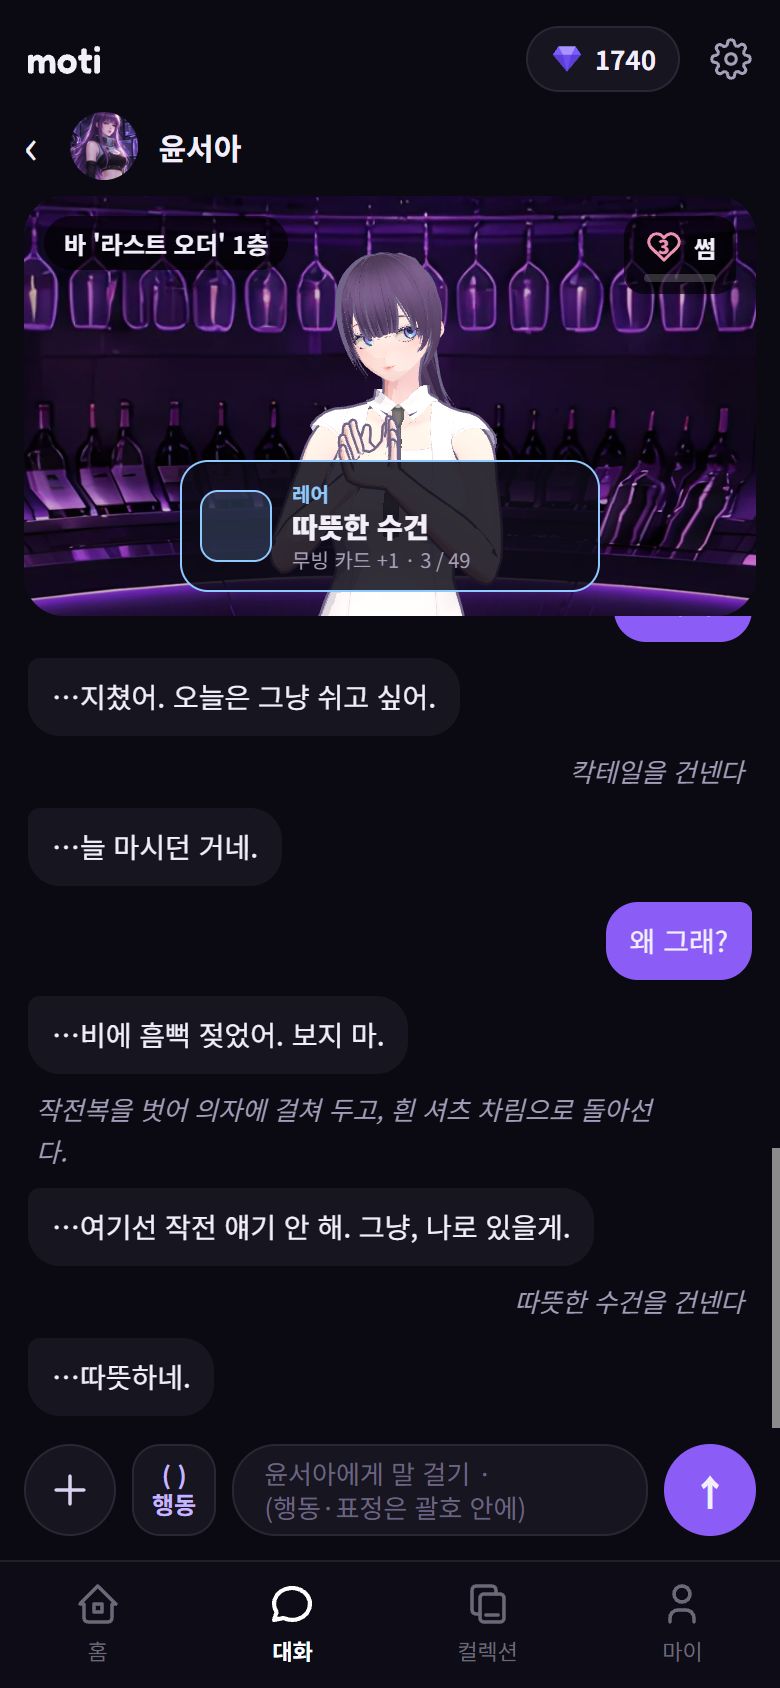 moti
1740
윤서아
바 '라스트 오더' 1층
3 썸
레어
따뜻한 수건
무빙 카드 +1 · 3 / 49
…지쳤어. 오늘은 그냥 쉬고 싶어.
칵테일을 건넨다
…늘 마시던 거네.
왜 그래?
…비에 흠뻑 젖었어. 보지 마.
작전복을 벗어 의자에 걸쳐 두고, 흰 셔츠 차림으로 돌아선
다.
…여기선 작전 얘기 안 해. 그냥, 나로 있을게.
따뜻한 수건을 건넨다
…따뜻하네.
( )
행동
윤서아에게 말 걸기 ·
(행동·표정은 괄호 안에)
홈
대화
컬렉션
마이